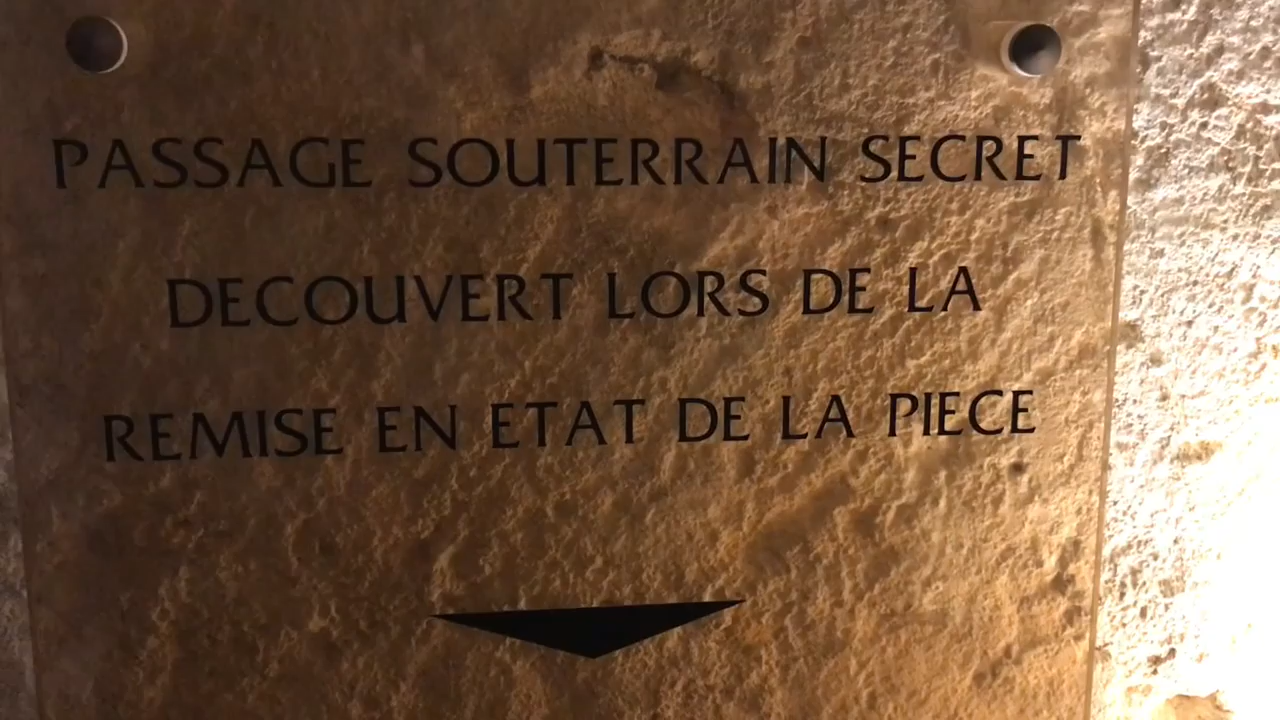 PASSAGE SOUTERRAIN SECRET
DECOUVERT LORS DE LA
REMISE EN ETAT DE LA PIECE